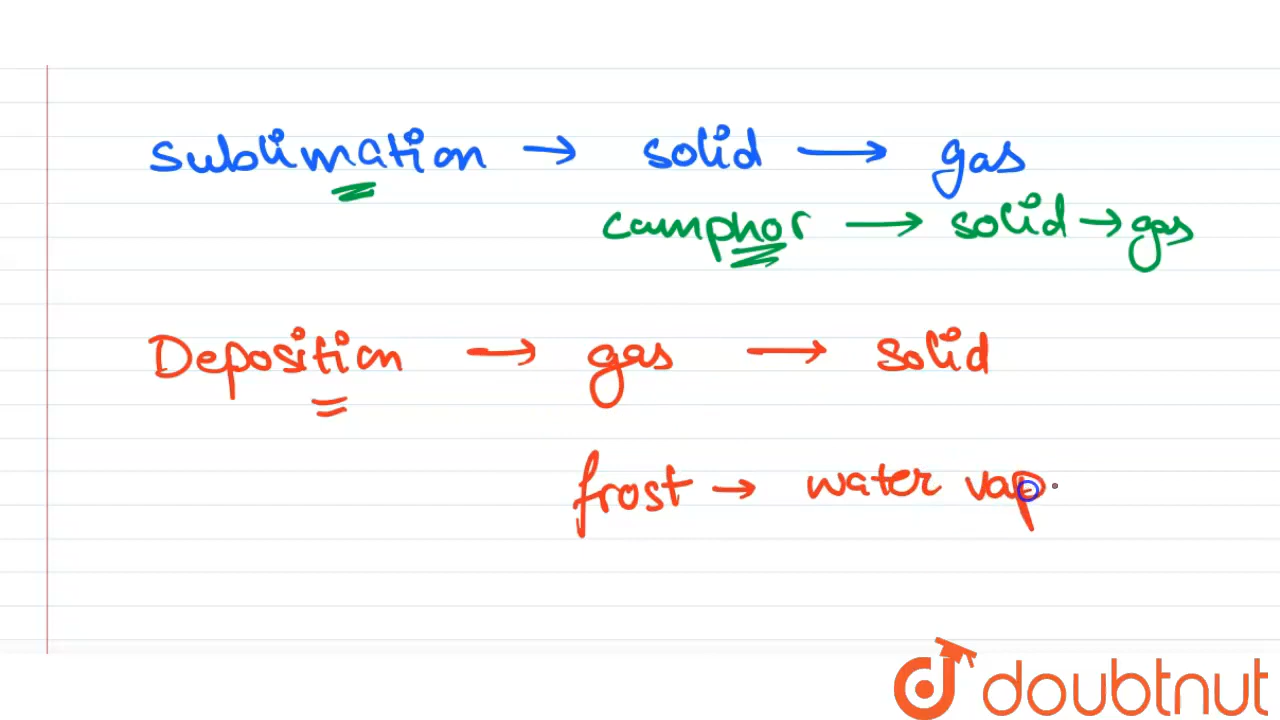 Sublimation → solid → gas
camphor → solid → gas
Deposition → gas → solid
frost → water vap
doubtnut